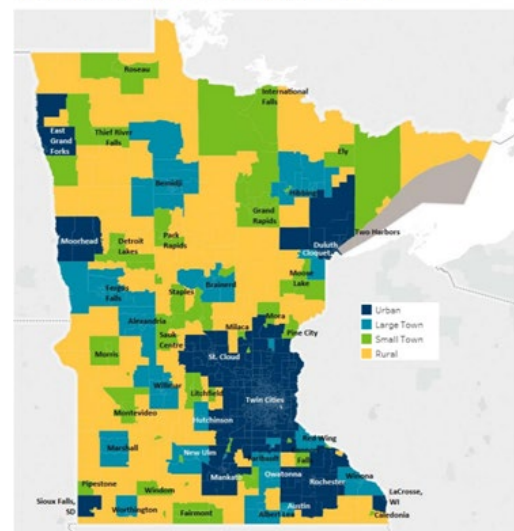 Roseau
International
Falls
East
Grand
Forks
Thief River
Falls
Ely
Bemidji
Hibbing
Grand
Rapids
Two Harbors
Moorhead
Detroit
Lakes
Park
Rapids
Duluth
Cloquet
Moose
Lake
Fergus
Falls
Staples
Brainerd
Urban
Large Town
Small Town
Rural
Alexandria
Mora
Milaca
Pine City
Sauk
Centre
Morris
St. Cloud
Willmar
Litchfield
Twin Cities
Montevideo
Hutchinson
Marshall
New Ulm
Red Wing
Faribault
Fall
Mankato
Owatonna
Rochester
Winona
Pipestone
Sioux Falls,
SD
Windom
Worthington
Fairmont
Albert Lea
Austin
LaCrosse,
WI
Caledonia